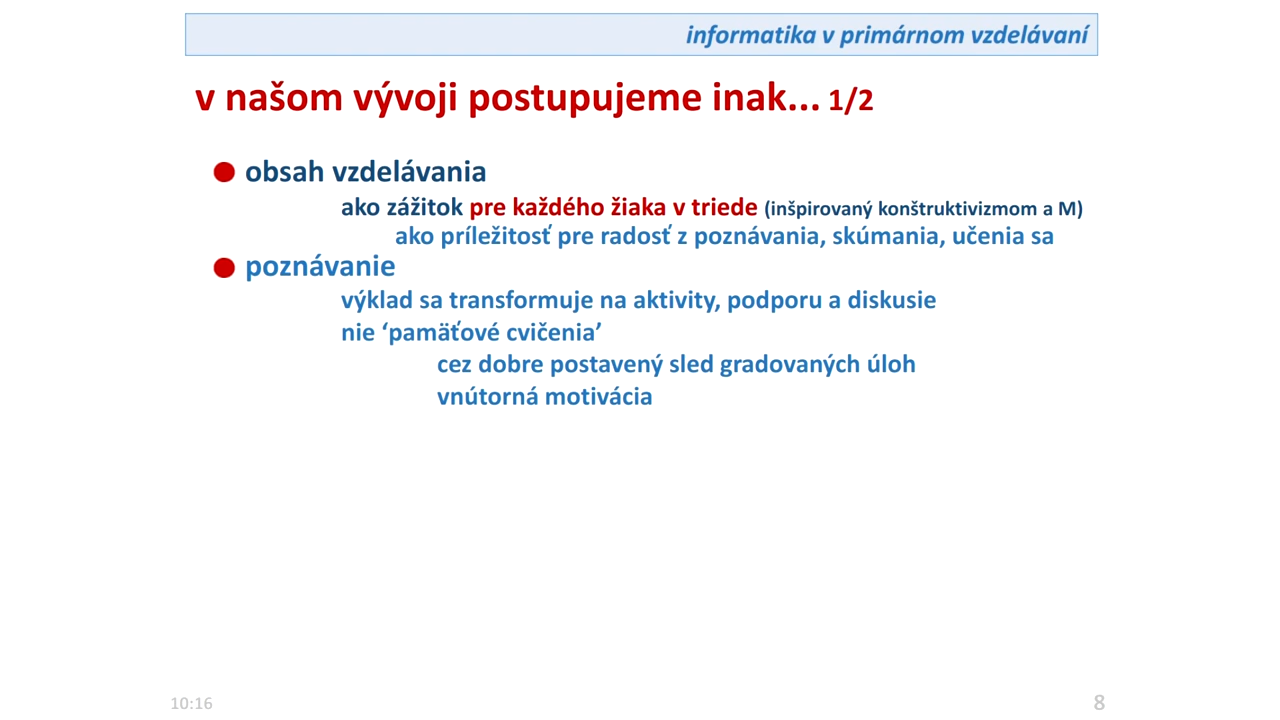 informatika v primárnom vzdelávaní
v našom vývoji postupujeme inak... 1/2
obsah vzdelávania
ako zážitok pre každého žiaka v triede (inšpirovaný konštruktivizmom a M)
ako príležitosť pre radosť z poznávania, skúmania, učenia sa
poznávanie
výklad sa transformuje na aktivity, podporu a diskusie
nie ‘pamäťové cvičenia’
cez dobre postavený sled gradovaných úloh
vnútorná motivácia
10:16
8